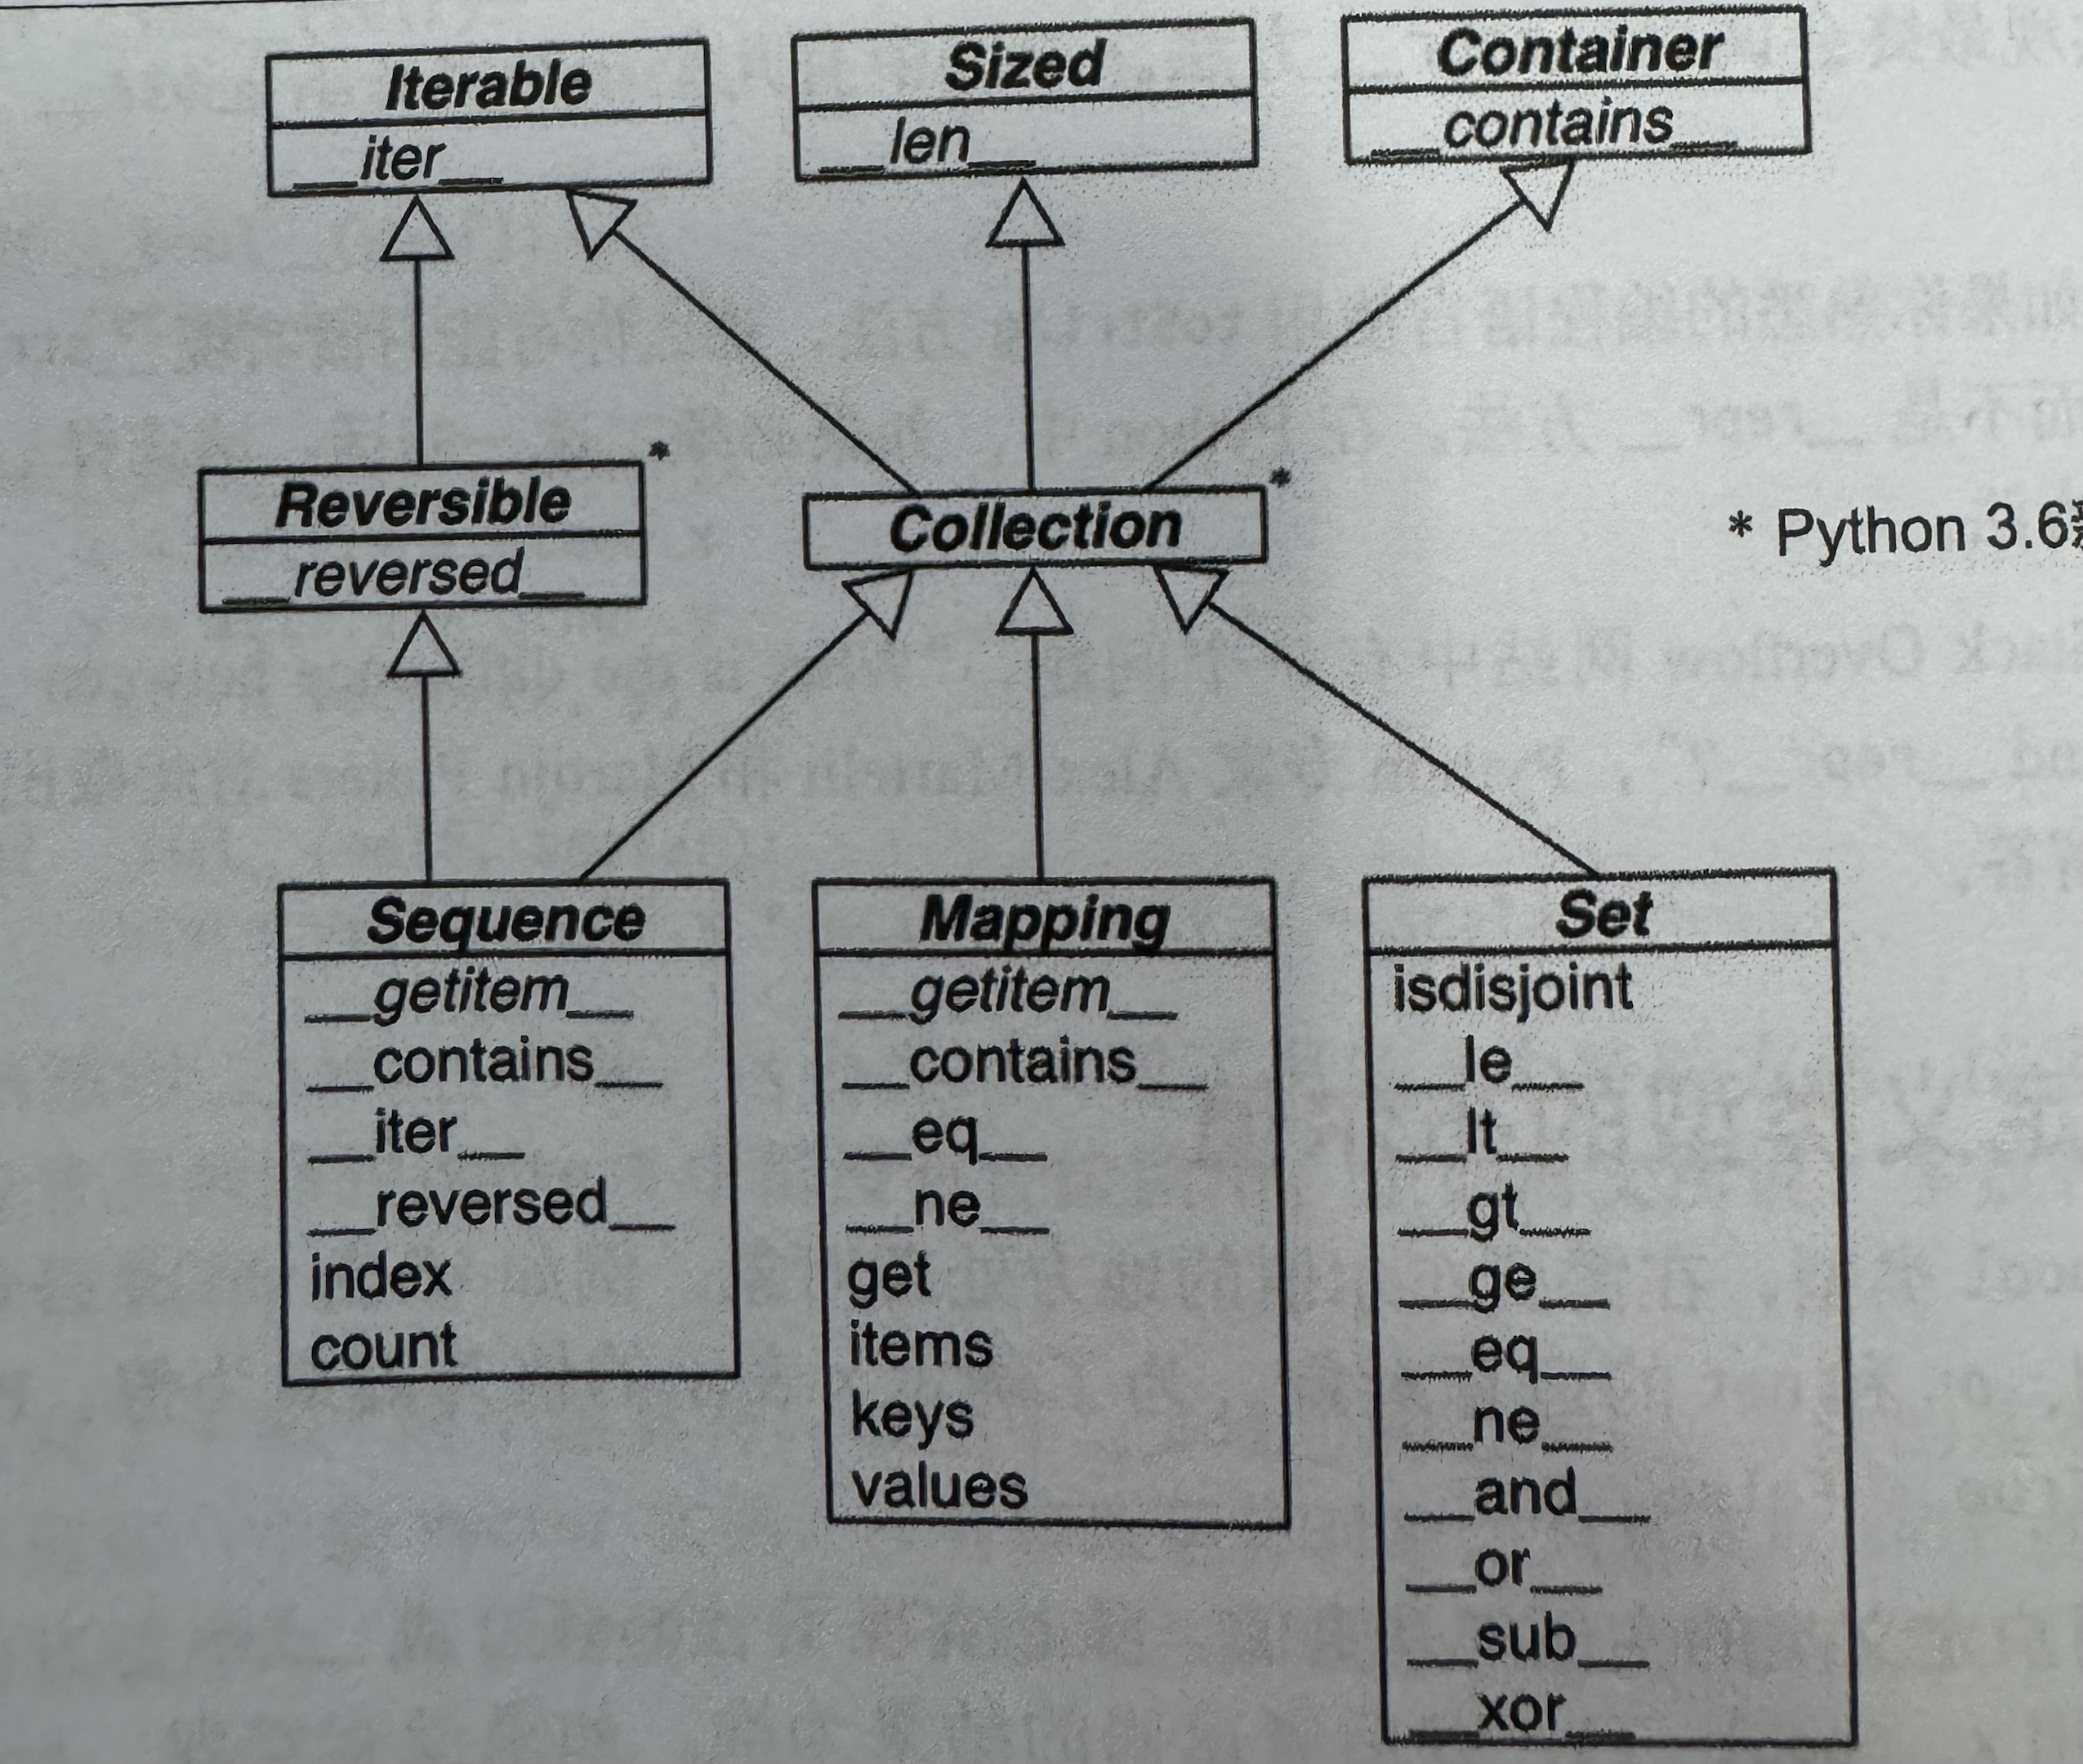 Iterable
__iter__
Sized
__len__
Container
__contains__
Reversible
*
__reversed__
Collection
*
* Python 3.6
Sequence
__getitem__
__contains__
__iter__
__reversed__
index
count
Mapping
__getitem__
__contains__
__eq__
__ne__
get
items
keys
values
Set
isdisjoint
__le__
__lt__
__gt__
__ge__
__eq__
__ne__
__and__
__or__
__sub__
__xor__